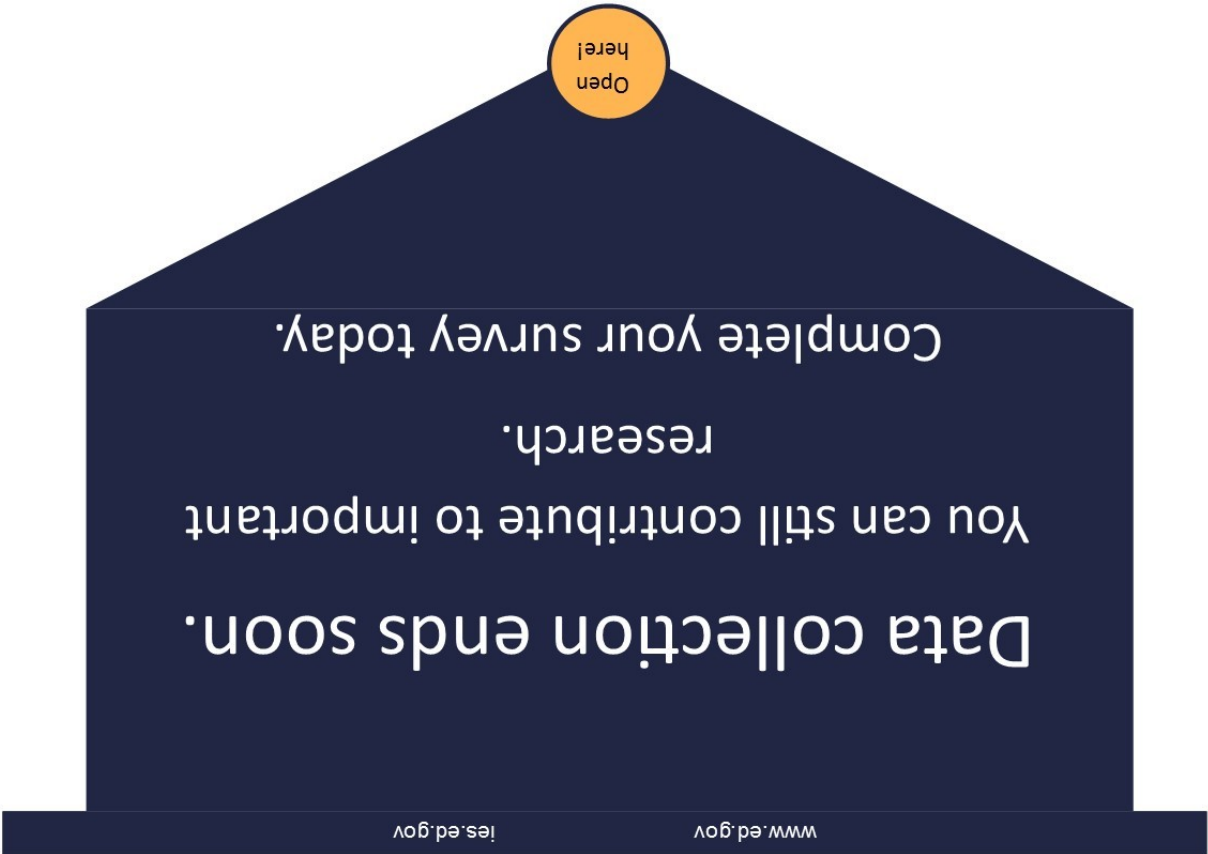 www.ed.gov ies.ed.gov
Data collection ends soon.
You can still contribute to important
research.
Complete your survey today.
Open
here!